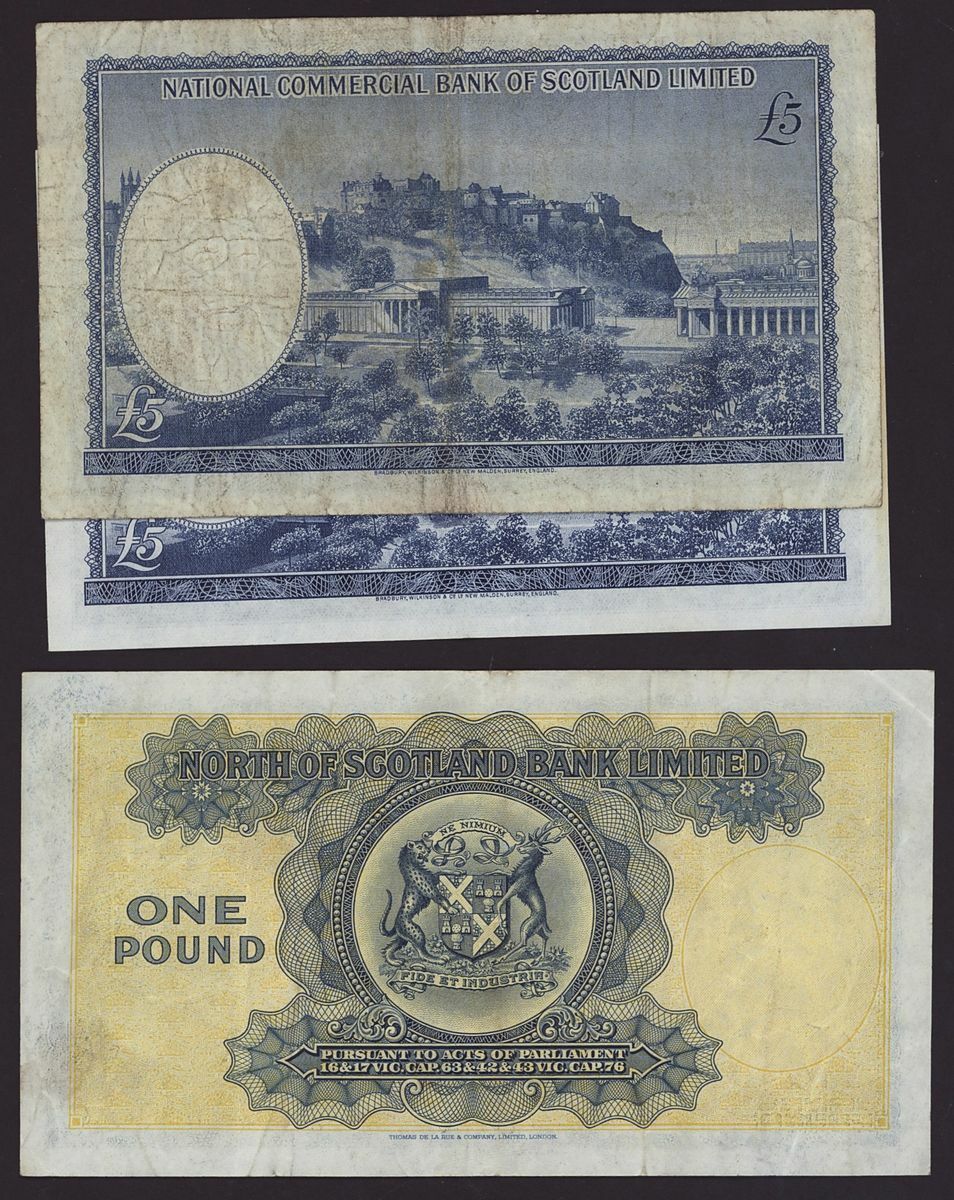 NATIONAL COMMERCIAL BANK OF SCOTLAND LIMITED
£5
£5
BRADBURY, WILKINSON & Cº Lᵈ NEW MALDEN, SURREY, ENGLAND.
£5
BRADBURY, WILKINSON & Cº Lᵈ NEW MALDEN, SURREY, ENGLAND.
NORTH OF SCOTLAND BANK LIMITED
NE NIMIUM
ONE
POUND
FIDE ET INDUSTRIA
PURSUANT TO ACTS OF PARLIAMENT
16 & 17 VIC. CAP. 63 & 42 & 43 VIC. CAP. 76
THOMAS DE LA RUE & COMPANY, LIMITED, LONDON.